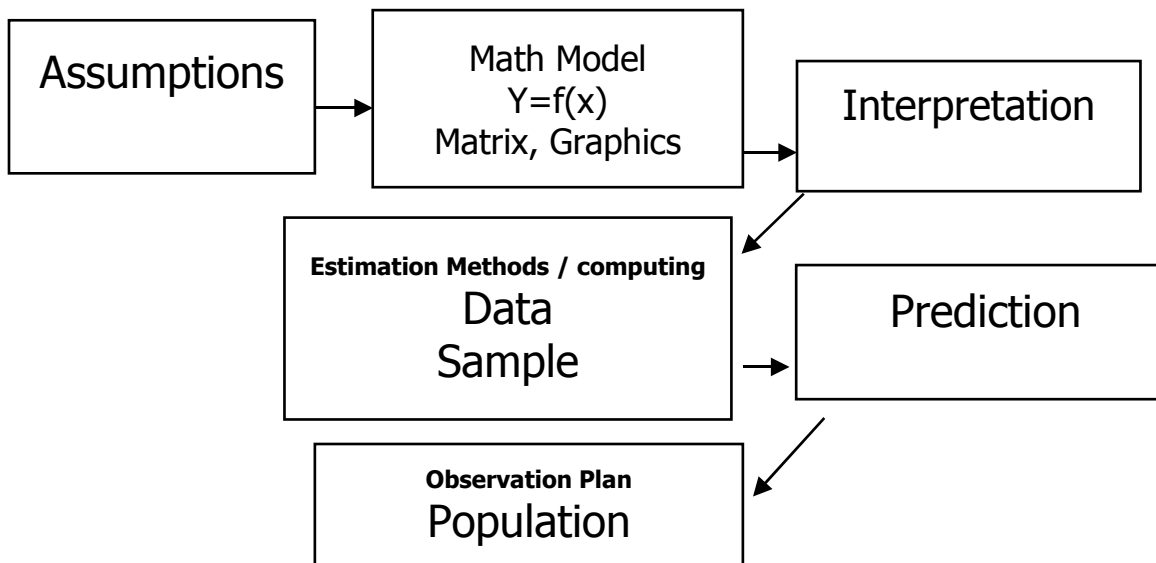 Assumptions
Math Model
Y=f(x)
Matrix, Graphics
Interpretation
Estimation Methods / computing
Data
Sample
Prediction
Observation Plan
Population